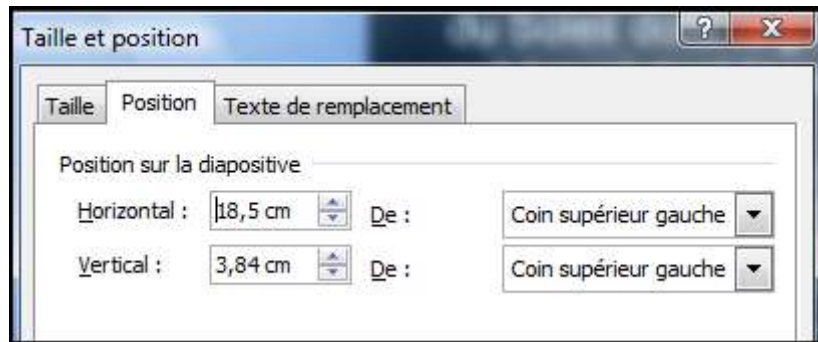 Taille et position
Taille Position Texte de remplacement
Position sur la diapositive
Horizontal : 18,5 cm De : Coin supérieur gauche
Vertical : 3,84 cm De : Coin supérieur gauche